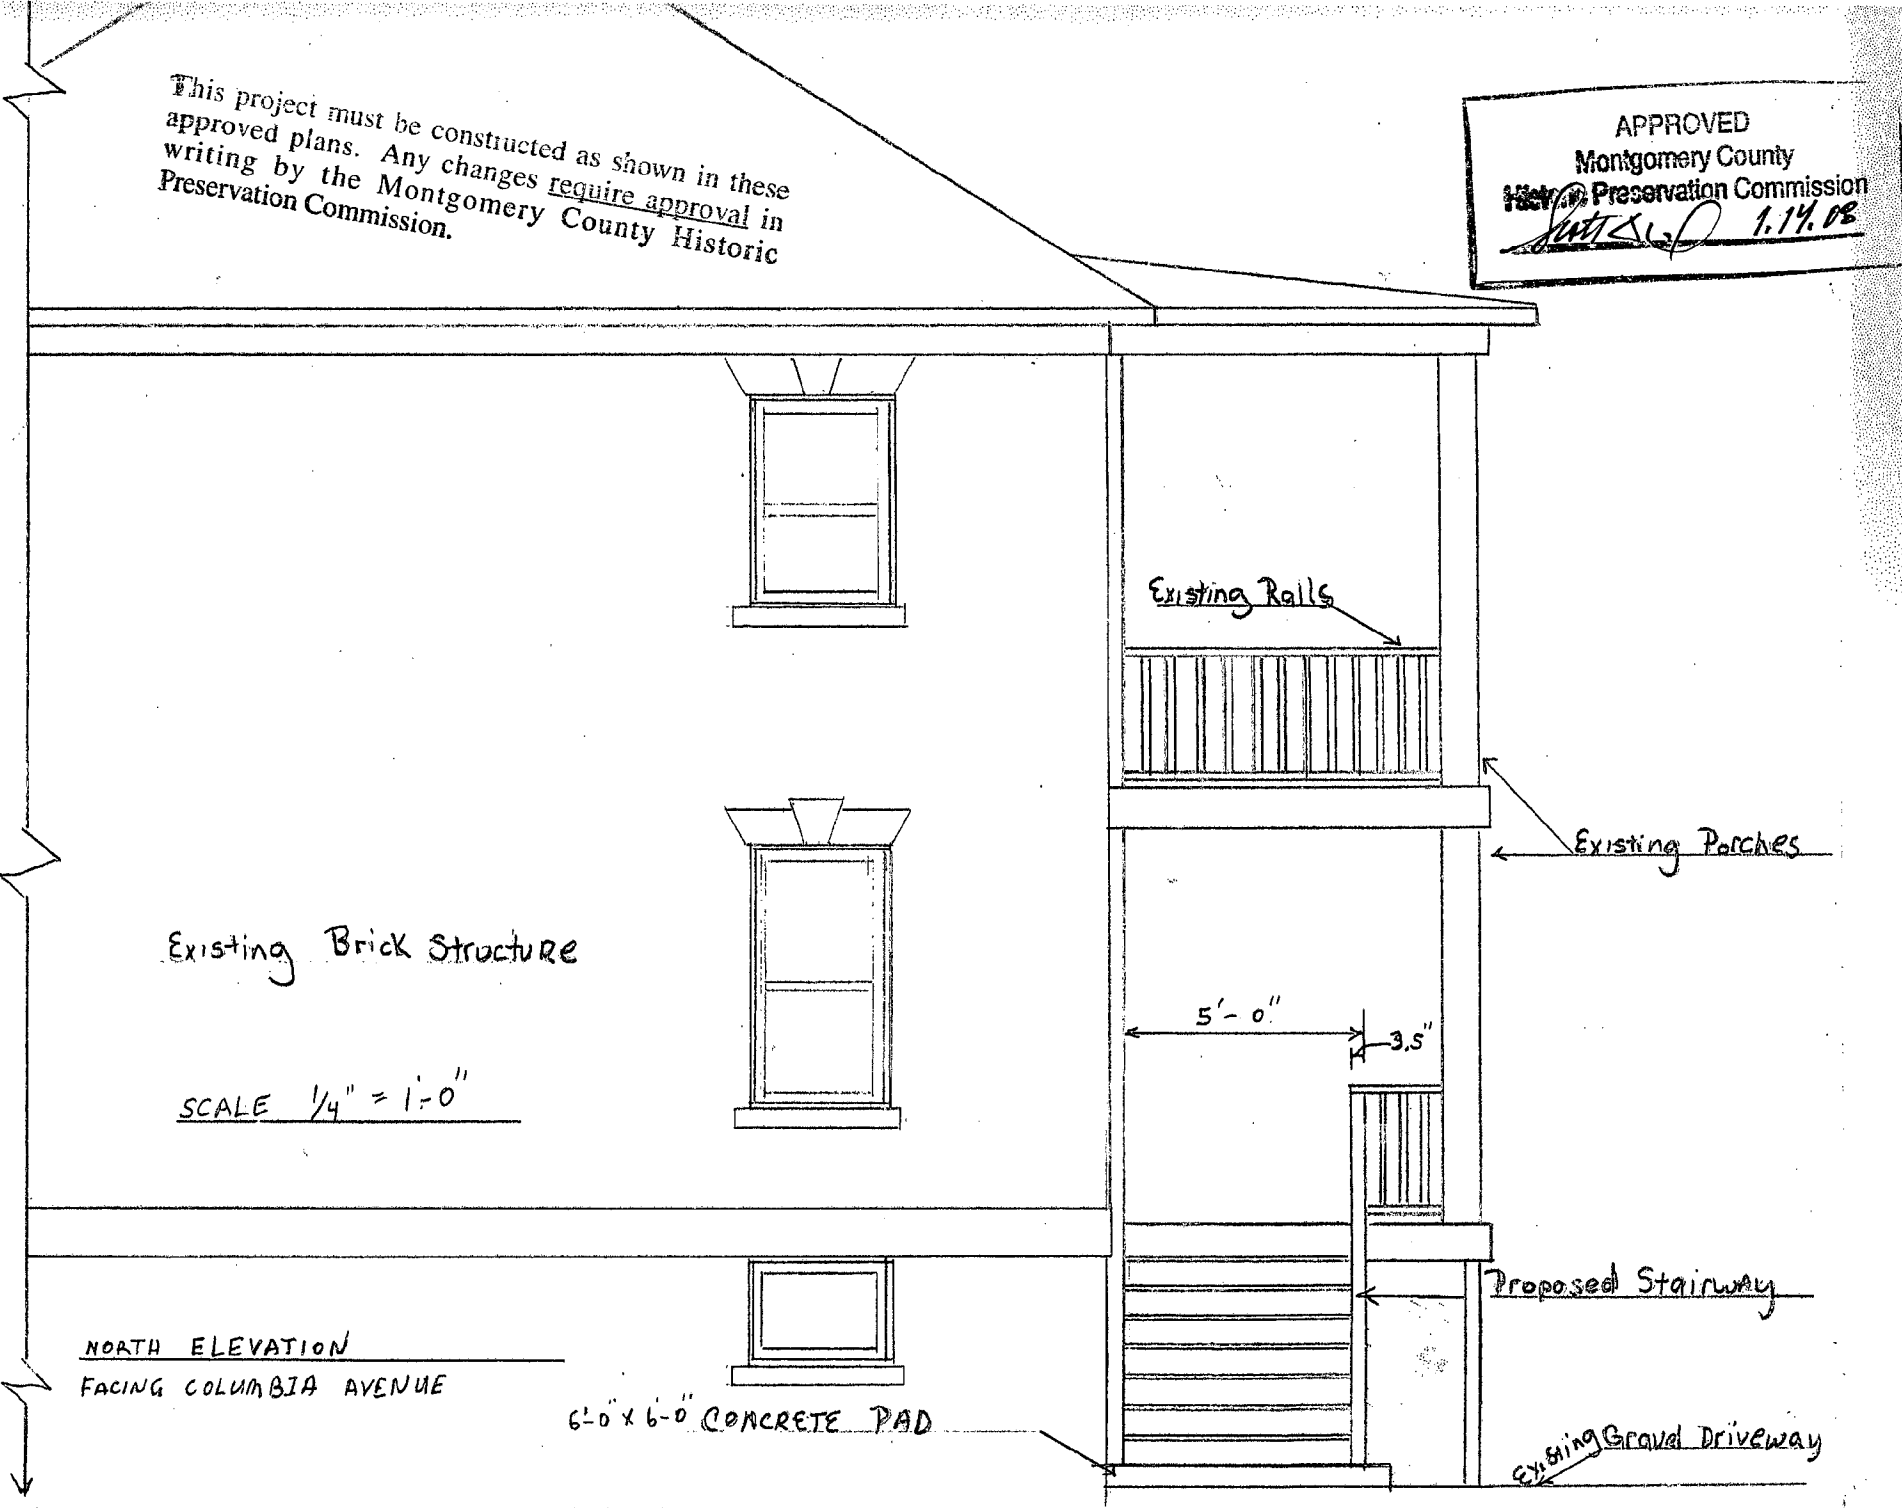 This project must be constructed as shown in these
approved plans. Any changes require approval in
writing by the Montgomery County Historic
Preservation Commission.
APPROVED
Montgomery County
Historic Preservation Commission
1.14.08
Existing Rails
Existing Porches
Existing Brick Structure
5'-0"
3.5"
SCALE 1/4" = 1'-0"
Proposed Stairway
NORTH ELEVATION
FACING COLUMBIA AVENUE
6'-0" x 6'-0" CONCRETE PAD
Existing Gravel Driveway